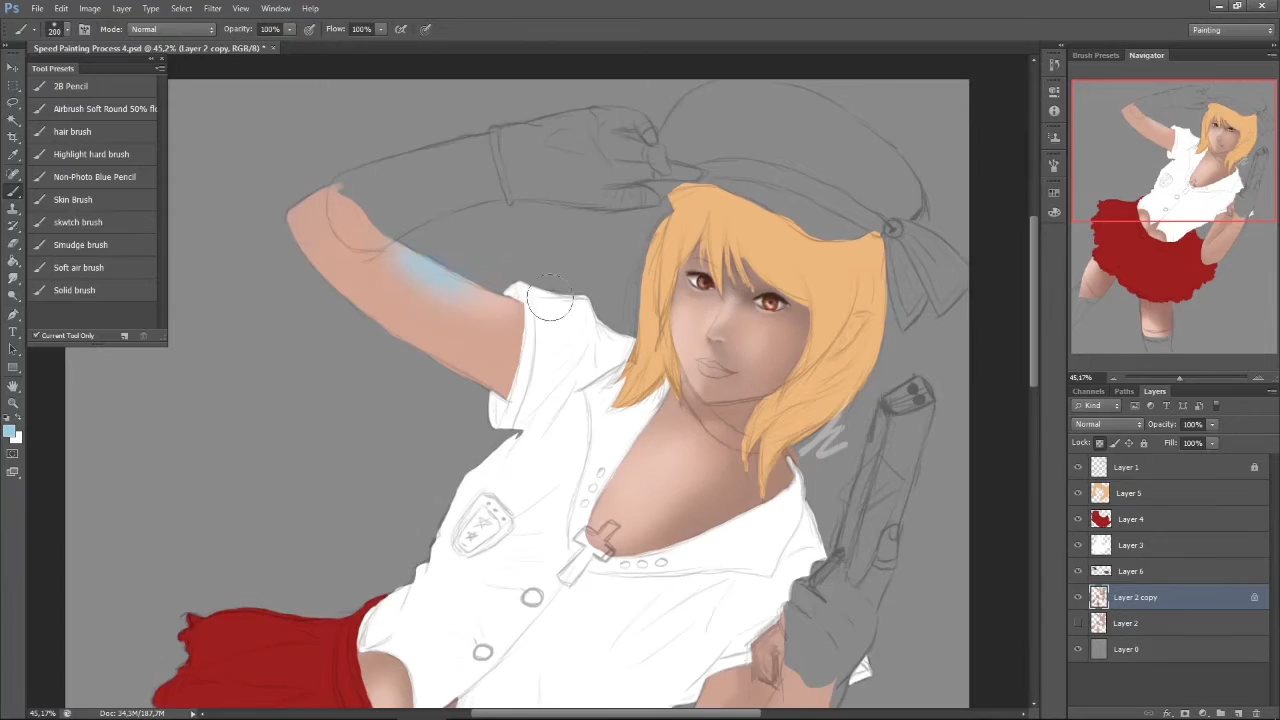 Ps File Edit Image Layer Type Select Filter View Window Help
200 Mode: Normal Opacity: 100% Flow: 100% Painting
Speed Painting Process 4.psd @ 45,2% (Layer 2 copy, RGB/8) *
Tool Presets
2B Pencil
Airbrush Soft Round 50% flo
hair brush
Highlight hard brush
Non-Photo Blue Pencil
Skin Brush
skwtch brush
Smudge brush
Soft air brush
Solid brush
Current Tool Only
Brush Presets Navigator
45,17%
Channels Paths Layers
Kind
Normal Opacity: 100%
Lock: Fill: 100%
Layer 1
Layer 5
Layer 4
Layer 3
Layer 6
Layer 2 copy
Layer 2
Layer 0
45,17% Doc: 34,3M/187,7M